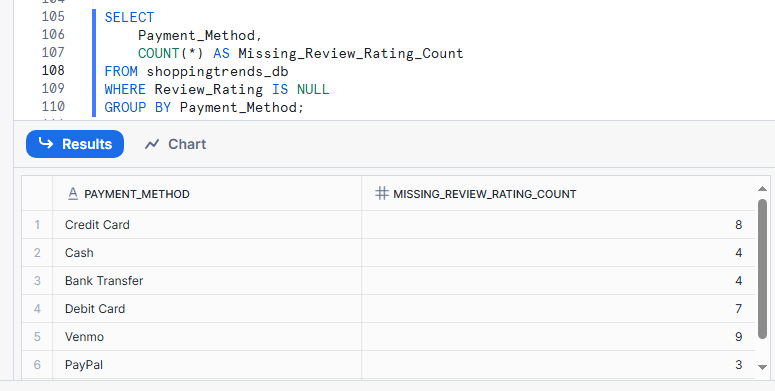 105 SELECT
106 Payment_Method,
107 COUNT(*) AS Missing_Review_Rating_Count
108 FROM shoppingtrends_db
109 WHERE Review_Rating IS NULL
110 GROUP BY Payment_Method;
Results Chart
A PAYMENT_METHOD # MISSING_REVIEW_RATING_COUNT
1 Credit Card 8
2 Cash 4
3 Bank Transfer 4
4 Debit Card 7
5 Venmo 9
6 PayPal 3